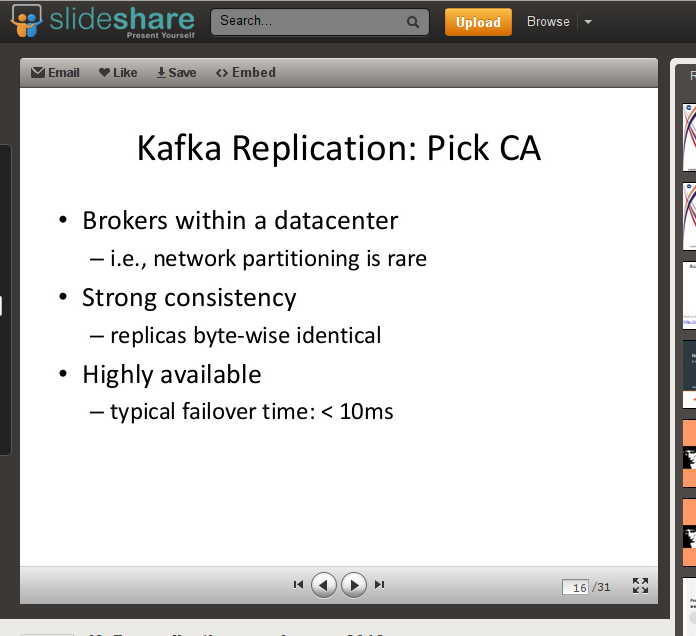 slideshare
Present Yourself
Search...
Upload
Browse
Email
Like
Save
<> Embed
Kafka Replication: Pick CA
• Brokers within a datacenter
– i.e., network partitioning is rare
• Strong consistency
– replicas byte-wise identical
• Highly available
– typical failover time: < 10ms
16 /31